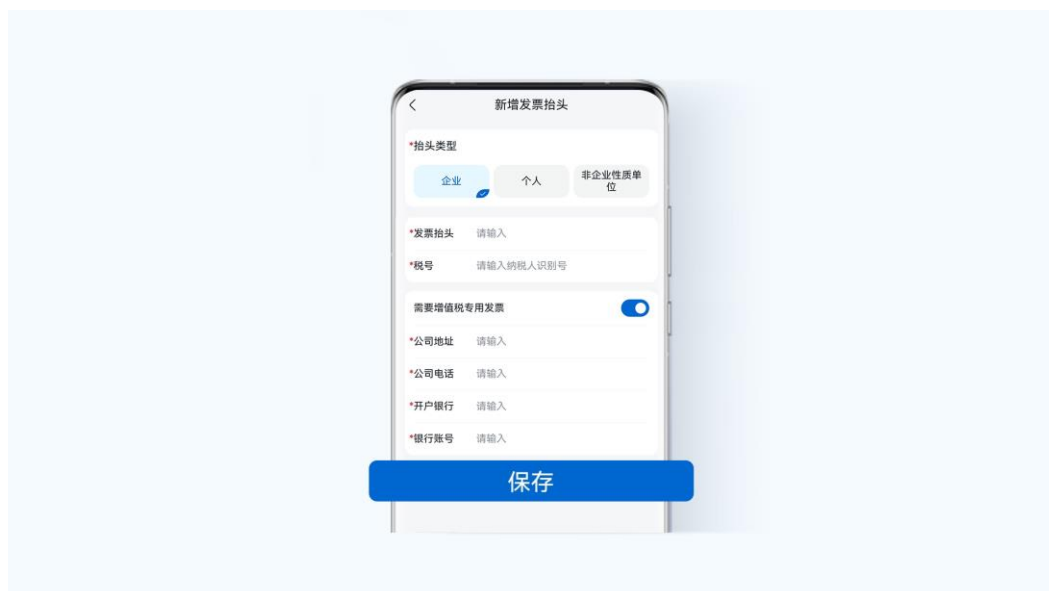 新增发票抬头
*抬头类型
企业 个人 非企业性质单
位
*发票抬头 请输入
*税号 请输入纳税人识别号
需要增值税专用发票
*公司地址 请输入
*公司电话 请输入
*开户银行 请输入
*银行账号 请输入
保存